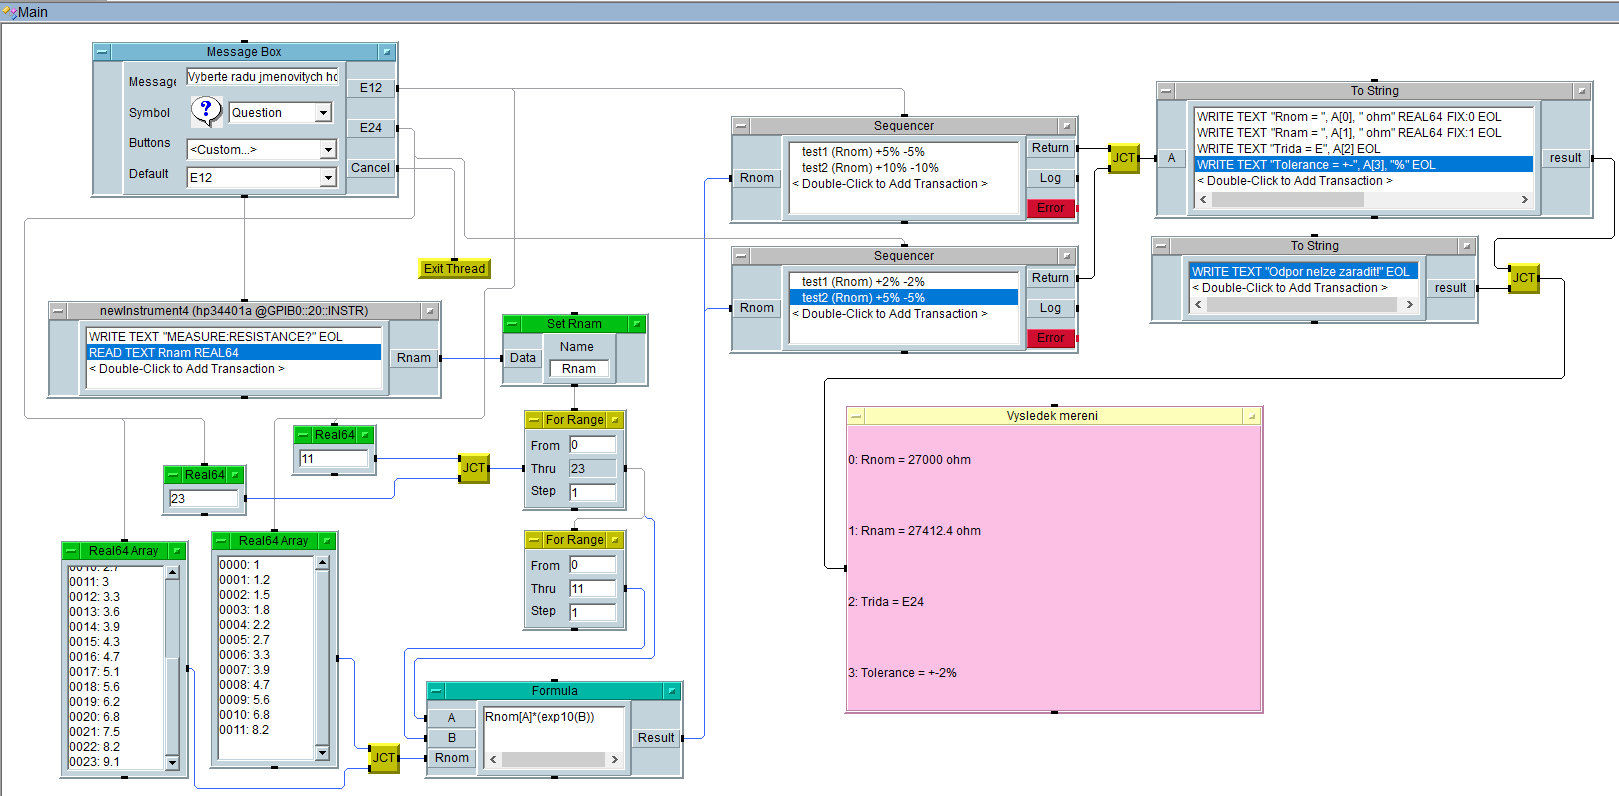 Main
Message Box
Message
Vyberte radu jmenovitych ho
Symbol
?
Question
Buttons
<Custom...>
Default
E12
E12
E24
Cancel
Exit Thread
Sequencer
Rnom
test1 (Rnom) +5% -5%
test2 (Rnom) +10% -10%
< Double-Click to Add Transaction >
Return
Log
Error
Sequencer
Rnom
test1 (Rnom) +2% -2%
test2 (Rnom) +5% -5%
< Double-Click to Add Transaction >
Return
Log
Error
JCT
To String
A
WRITE TEXT "Rnom = ", A[0], " ohm" REAL64 FIX:0 EOL
WRITE TEXT "Rnam = ", A[1], " ohm" REAL64 FIX:1 EOL
WRITE TEXT "Trida = E", A[2] EOL
WRITE TEXT "Tolerance = +-", A[3], "%" EOL
< Double-Click to Add Transaction >
result
To String
WRITE TEXT "Odpor nelze zaradit!" EOL
< Double-Click to Add Transaction >
result
JCT
newInstrument4 (hp34401a @GPIB0::20::INSTR)
WRITE TEXT "MEASURE:RESISTANCE?" EOL
READ TEXT Rnam REAL64
< Double-Click to Add Transaction >
Rnam
Set Rnam
Data
Name
Rnam
For Range
From
0
Thru
23
Step
1
For Range
From
0
Thru
11
Step
1
Real64
11
Real64
23
JCT
Real64 Array
0010: 2.7
0011: 3
0012: 3.3
0013: 3.6
0014: 3.9
0015: 4.3
0016: 4.7
0017: 5.1
0018: 5.6
0019: 6.2
0020: 6.8
0021: 7.5
0022: 8.2
0023: 9.1
Real64 Array
0000: 1
0001: 1.2
0002: 1.5
0003: 1.8
0004: 2.2
0005: 2.7
0006: 3.3
0007: 3.9
0008: 4.7
0009: 5.6
0010: 6.8
0011: 8.2
JCT
Formula
A
B
Rnom
Rnom[A]*(exp10(B))
Result
Vysledek mereni
0: Rnom = 27000 ohm
1: Rnam = 27412.4 ohm
2: Trida = E24
3: Tolerance = +-2%